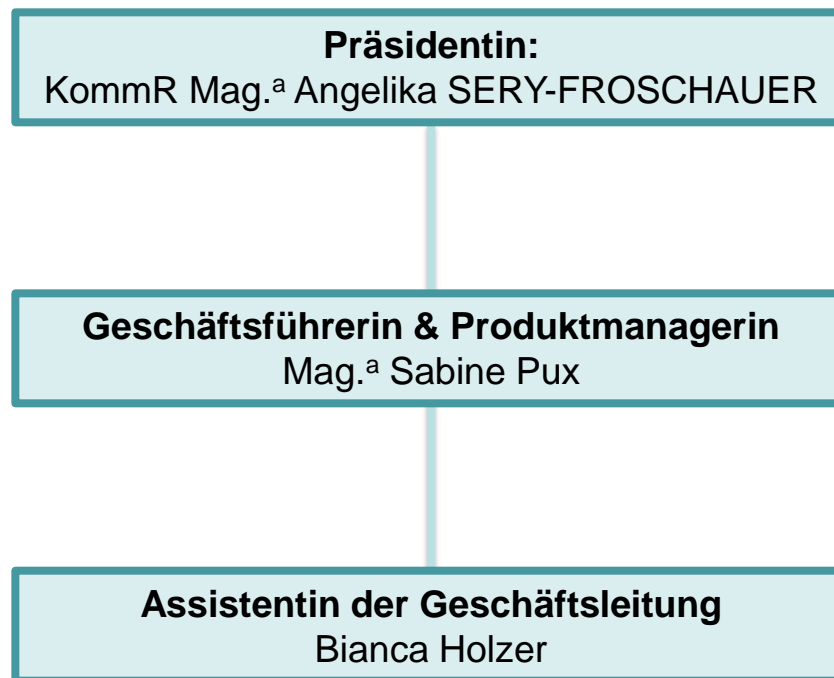 Präsidentin:
KommR Mag.ᵃ Angelika SERY-FROSCHAUER
Geschäftsführerin & Produktmanagerin
Mag.ᵃ Sabine Pux
Assistentin der Geschäftsleitung
Bianca Holzer